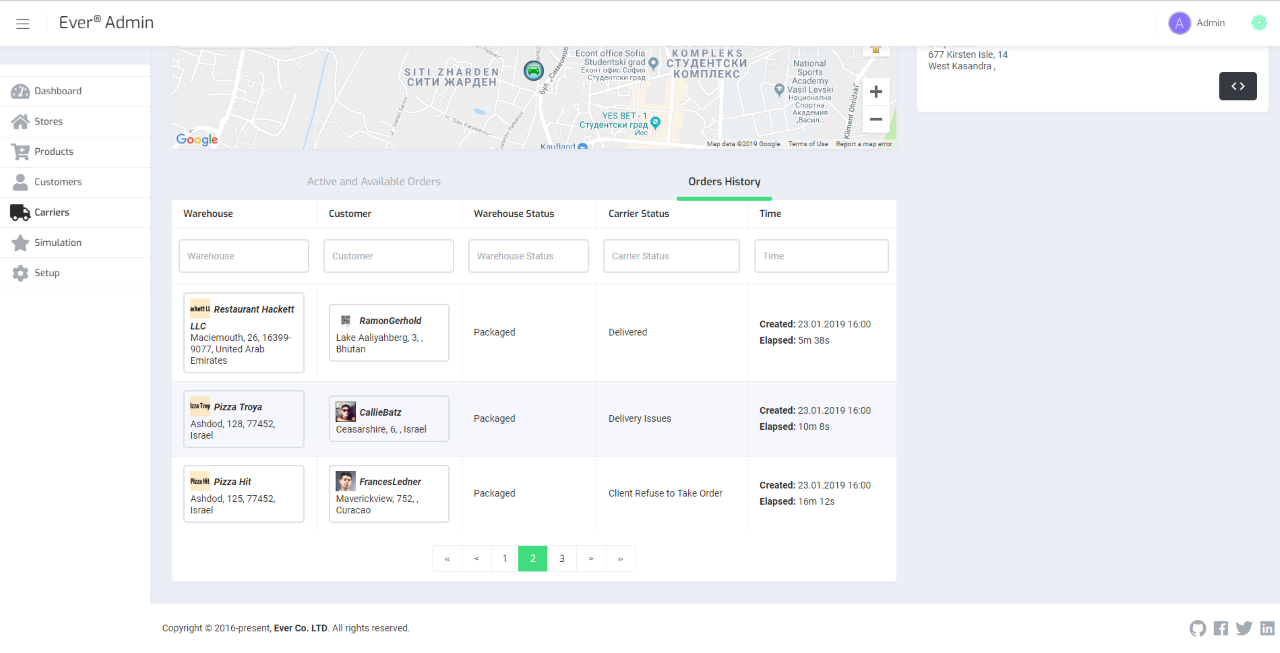 Ever® Admin
A Admin
Dashboard
Stores
Products
Customers
Carriers
Simulation
Setup
Econt office Sofia
Studentski grad
Еконт офис София
Студентски град
KOMPLEKS
СТУДЕНТСКИ
КОМПЛЕКС
SITI ZHARDEN
СИТИ ЖАРДЕН
National
Sports
Academy
Vasil Levski
Национална
Спортна
Академия
"Васил...
YES BET - 1
Студентски град
Йес
Kliment Ohridski"
Kaufland
Google
Map data ©2019 Google Terms of Use Report a map error
677 Kirsten Isle, 14
West Kasandra ,
<>
Active and Available Orders Orders History
Warehouse Customer Warehouse Status Carrier Status Time
Warehouse Customer Warehouse Status Carrier Status Time
Restaurant Hackett
LLC
Maciemouth, 26, 16399-
9077, United Arab
Emirates
RamonGerhold
Lake Aaliyahberg, 3, ,
Bhutan
Packaged
Delivered
Created: 23.01.2019 16:00
Elapsed: 5m 38s
Pizza Troya
Ashdod, 128, 77452,
Israel
CallieBatz
Ceasarshire, 6, , Israel
Packaged
Delivery Issues
Created: 23.01.2019 16:00
Elapsed: 10m 8s
Pizza Hit Pizza Hit
Ashdod, 125, 77452,
Israel
FrancesLedner
Maverickview, 752, ,
Curacao
Packaged
Client Refuse to Take Order
Created: 23.01.2019 16:00
Elapsed: 16m 12s
« < 1 2 3 > »
Copyright © 2016-present, Ever Co. LTD. All rights reserved.